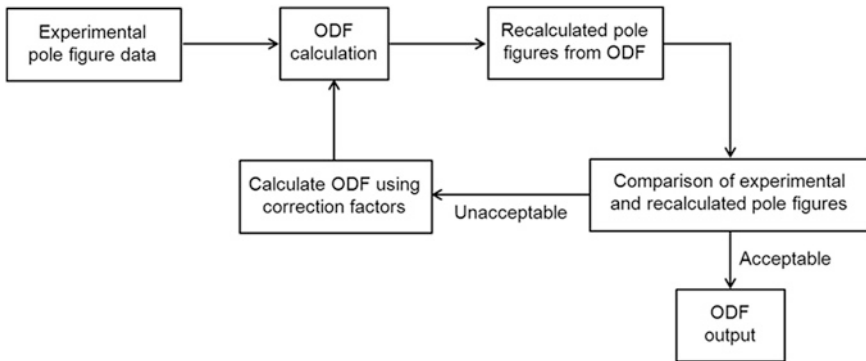 Experimental
pole figure data
ODF
calculation
Recalculated pole
figures from ODF
Calculate ODF using
correction factors
Unacceptable
Comparison of experimental
and recalculated pole figures
Acceptable
ODF
output